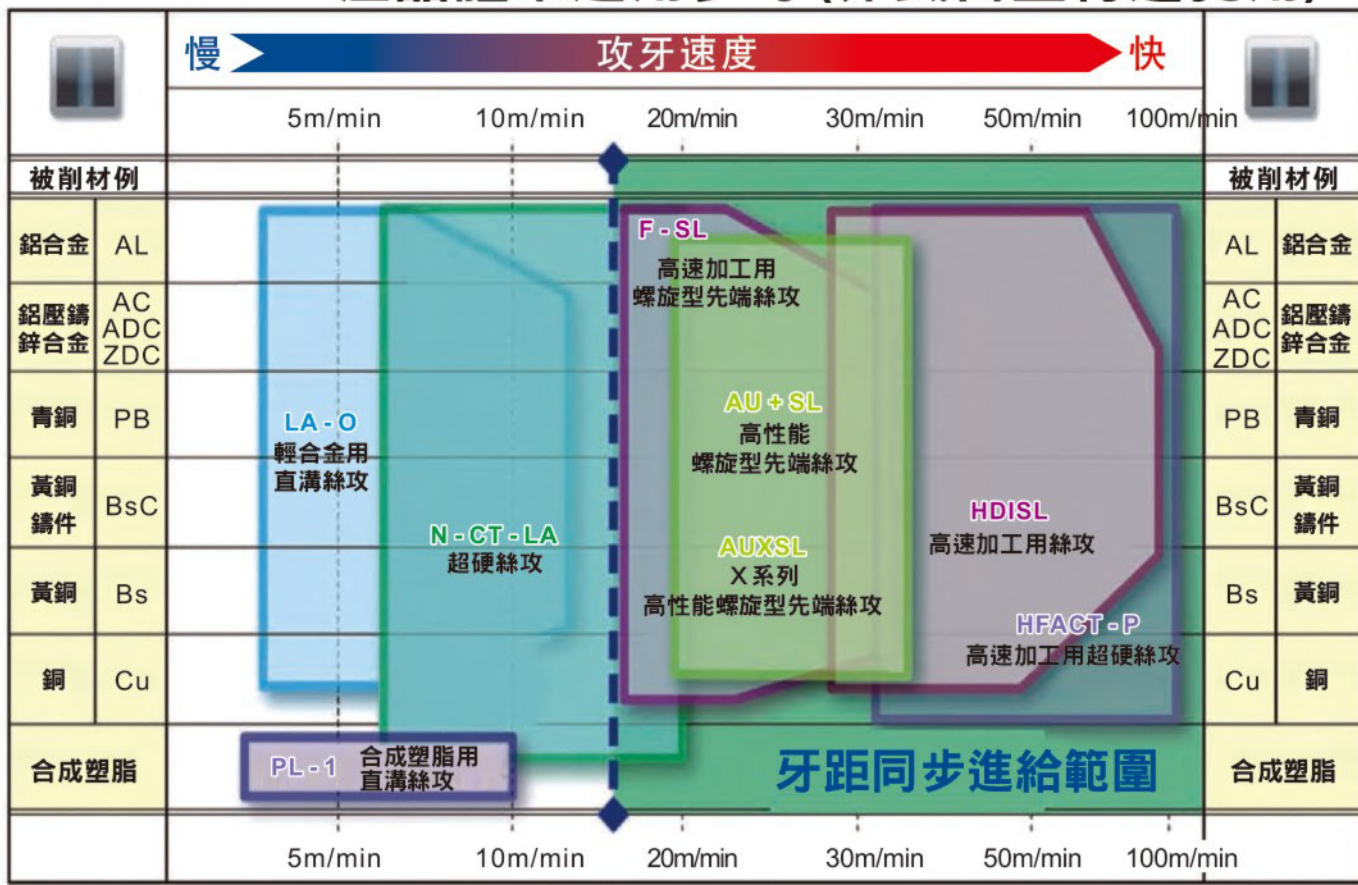 慢 攻牙速度 快
5m/min 10m/min 20m/min 30m/min 50m/min 100m/min
被削材例 被削材例
鋁合金 AL F-SL AL 鋁合金
高速加工用
螺旋型先端絲攻
鋁壓鑄 AC AC 鋁壓鑄
鋅合金 ADC ADC 鋅合金
ZDC ZDC
青銅 PB LA-O AU+SL PB 青銅
輕合金用 高性能
直溝絲攻 螺旋型先端絲攻
黃銅 BsC N-CT-LA HDISL BsC 黃銅
鑄件 超硬絲攻 高速加工用絲攻 鑄件
AUXSL
黃銅 Bs X系列 Bs 黃銅
高性能螺旋型先端絲攻
HFACT-P
銅 Cu 高速加工用超硬絲攻 Cu 銅
合成塑脂 PL-1 合成塑脂用 牙距同步進給範圍 合成塑脂
直溝絲攻
5m/min 10m/min 20m/min 30m/min 50m/min 100m/min